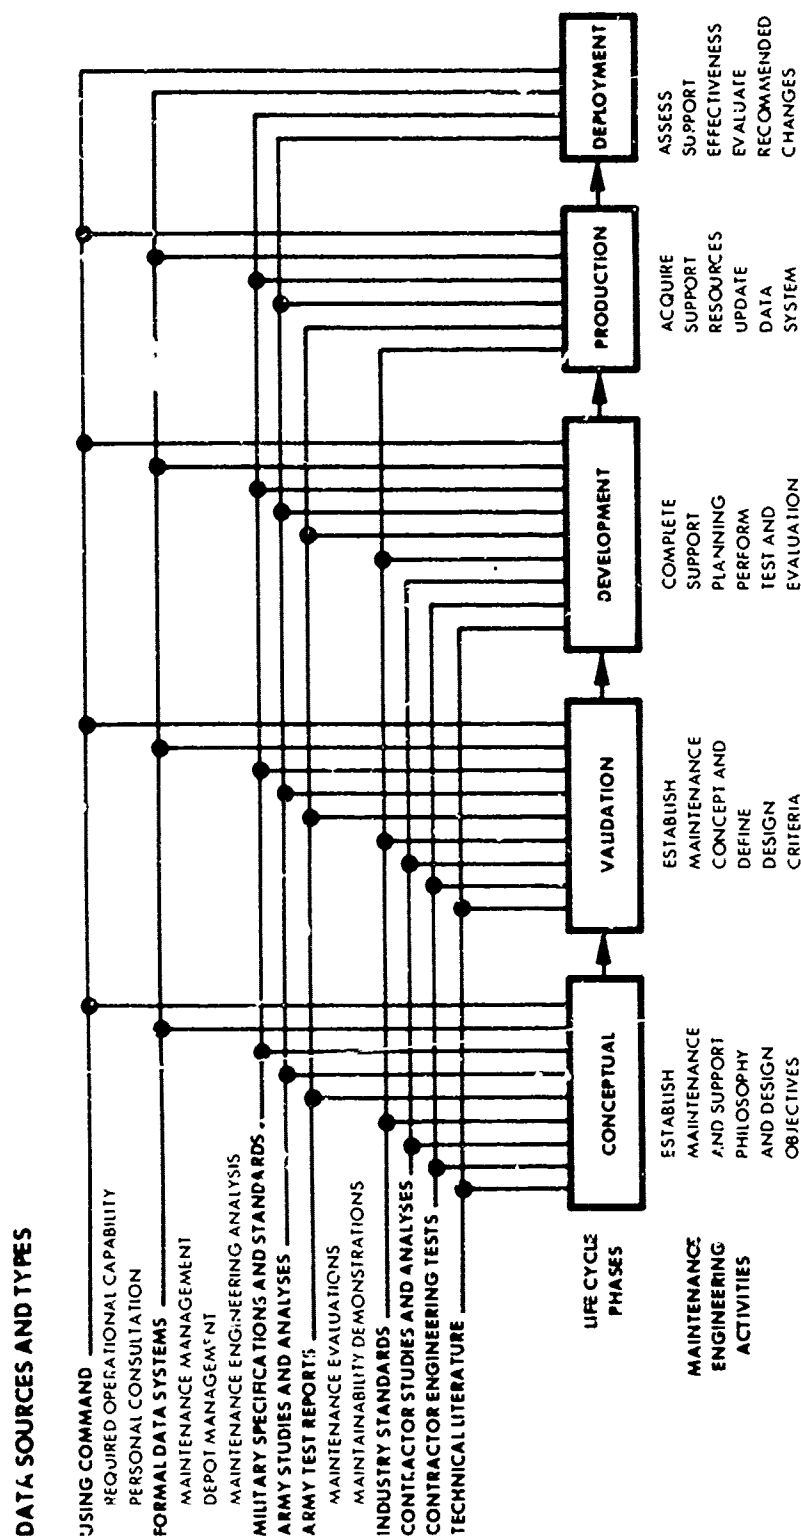 DATA SOURCES AND TYPES
USING COMMAND
REQUIRED OPERATIONAL CAPABILITY
PERSONAL CONSULTATION
FORMAL DATA SYSTEMS
MAINTENANCE MANAGEMENT
DEPOT MANAGEMENT
MAINTENANCE ENGINEERING ANALYSIS
MILITARY SPECIFICATIONS AND STANDARDS
ARMY STUDIES AND ANALYSES
ARMY TEST REPORTS
MAINTENANCE EVALUATIONS
MAINTAINABILITY DEMONSTRATIONS
INDUSTRY STANDARDS
CONTRACTOR STUDIES AND ANALYSES
CONTRACTOR ENGINEERING TESTS
TECHNICAL LITERATURE
LIFE CYCLE
PHASES
CONCEPTUAL
VALIDATION
DEVELOPMENT
PRODUCTION
DEPLOYMENT
MAINTENANCE
ENGINEERING
ACTIVITIES
ESTABLISH
MAINTENANCE
AND SUPPORT
PHILOSOPHY
AND DESIGN
OBJECTIVES
ESTABLISH
MAINTENANCE
CONCEPT AND
DEFINE
DESIGN
CRITERIA
COMPLETE
SUPPORT
PLANNING
PERFORM
TEST AND
EVALUATION
ACQUIRE
SUPPORT
RESOURCES
UPDATE
DATA
SYSTEM
ASSESS
SUPPORT
EFFECTIVENESS
EVALUATE
RECOMMENDED
CHANGES